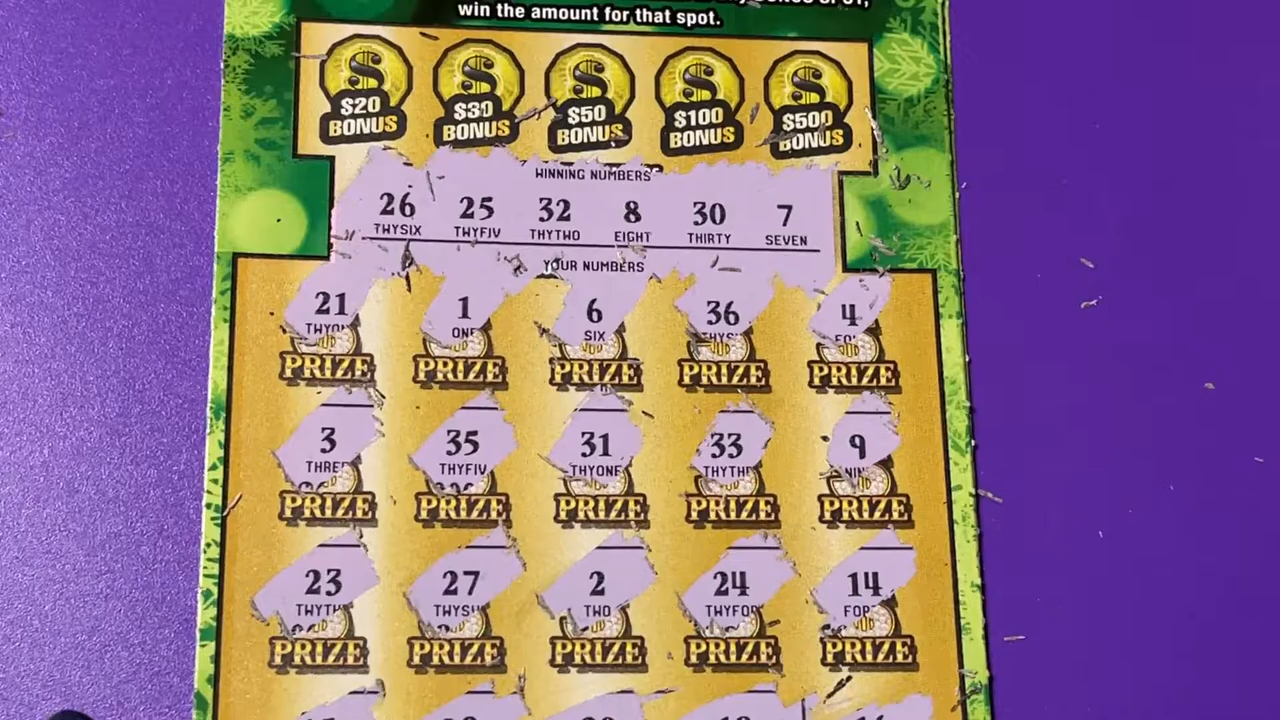 win the amount for that spot.
$20 $30 $50 $100 $500
BONUS BONUS BONUS BONUS BONUS
WINNING NUMBERS
26 25 32 8 30 7
TWYSIX TWYFIV THYTWO EIGHT THIRTY SEVEN
YOUR NUMBERS
21 1 6 36 4
ONE SIX
PRIZE PRIZE PRIZE PRIZE PRIZE
3 35 31 33 9
THREE THYFIV THYONE
PRIZE PRIZE PRIZE PRIZE PRIZE
23 27 2 24 14
TWO
PRIZE PRIZE PRIZE PRIZE PRIZE